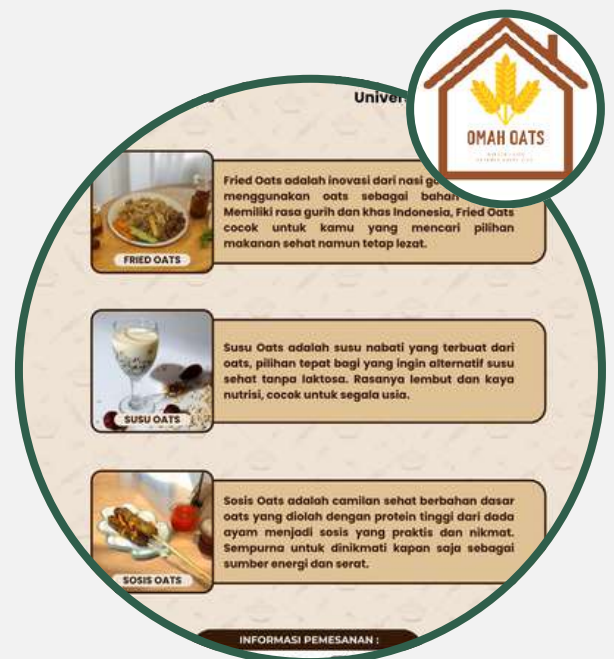 Univer
OMAH OATS
Fried Oats adalah inovasi dari nasi go
menggunakan oats sebagai bahan
Memiliki rasa gurih dan khas Indonesia, Fried Oats
cocok untuk kamu yang mencari pilihan
makanan sehat namun tetap lezat.
FRIED OATS
Susu Oats adalah susu nabati yang terbuat dari
oats, pilihan tepat bagi yang ingin alternatif susu
sehat tanpa laktosa. Rasanya lembut dan kaya
nutrisi, cocok untuk segala usia.
SUSU OATS
Sosis Oats adalah camilan sehat berbahan dasar
oats yang diolah dengan protein tinggi dari dada
ayam menjadi sosis yang praktis dan nikmat.
Sempurna untuk dinikmati kapan saja sebagai
sumber energi dan serat.
SOSIS OATS
INFORMASI PEMESANAN :